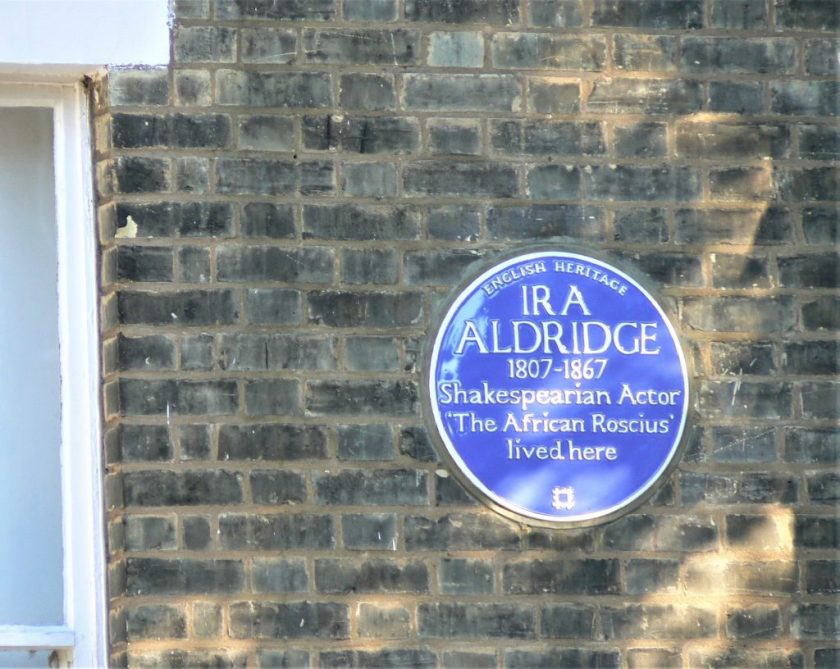 ENGLISH HERITAGE
IRA
ALDRIDGE
1807-1867
Shakespearian Actor
'The African Roscius'
lived here